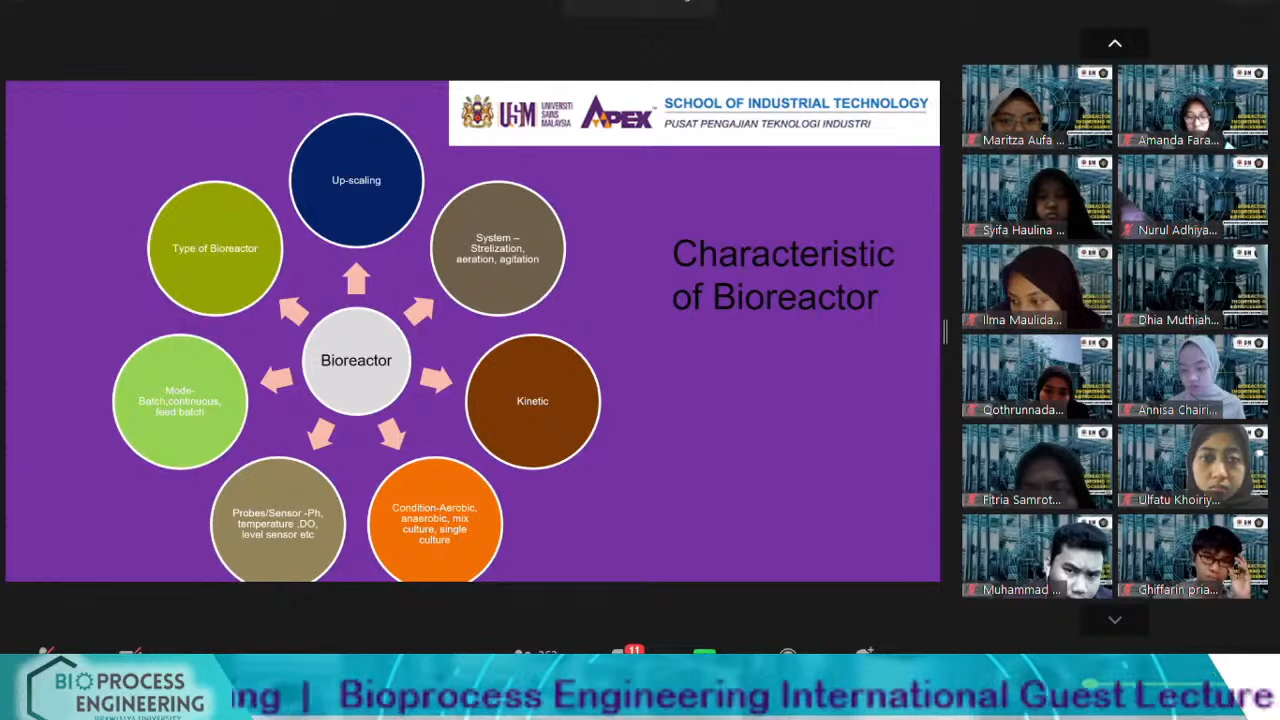 USM
UNIVERSITI
SAINS
MALAYSIA
APEX
SCHOOL OF INDUSTRIAL TECHNOLOGY
PUSAT PENGAJIAN TEKNOLOGI INDUSTRI
Characteristic
of Bioreactor
Up-scaling
Type of Bioreactor
System –
Strelization,
aeration, agitation
Bioreactor
Mode-
Batch,continuous,
feed batch
Kinetic
Probes/Sensor -Ph,
temperature ,DO,
level sensor etc
Condition-Aerobic,
anaerobic, mix
culture, single
culture
Maritza Aufa ...
Amanda Fara...
Syifa Haulina ...
Nurul Adhiya...
Ilma Maulida...
Dhia Muthiah...
Qothrunnada...
Annisa Chairi...
Fitria Samrot...
Ulfatu Khoiriy...
Muhammad ...
Ghiffarin pria...
11
BIOPROCESS
ENGINEERING
BRAWIJAYA UNIVERSITY
ing | Bioprocess Engineering International Guest Lecture